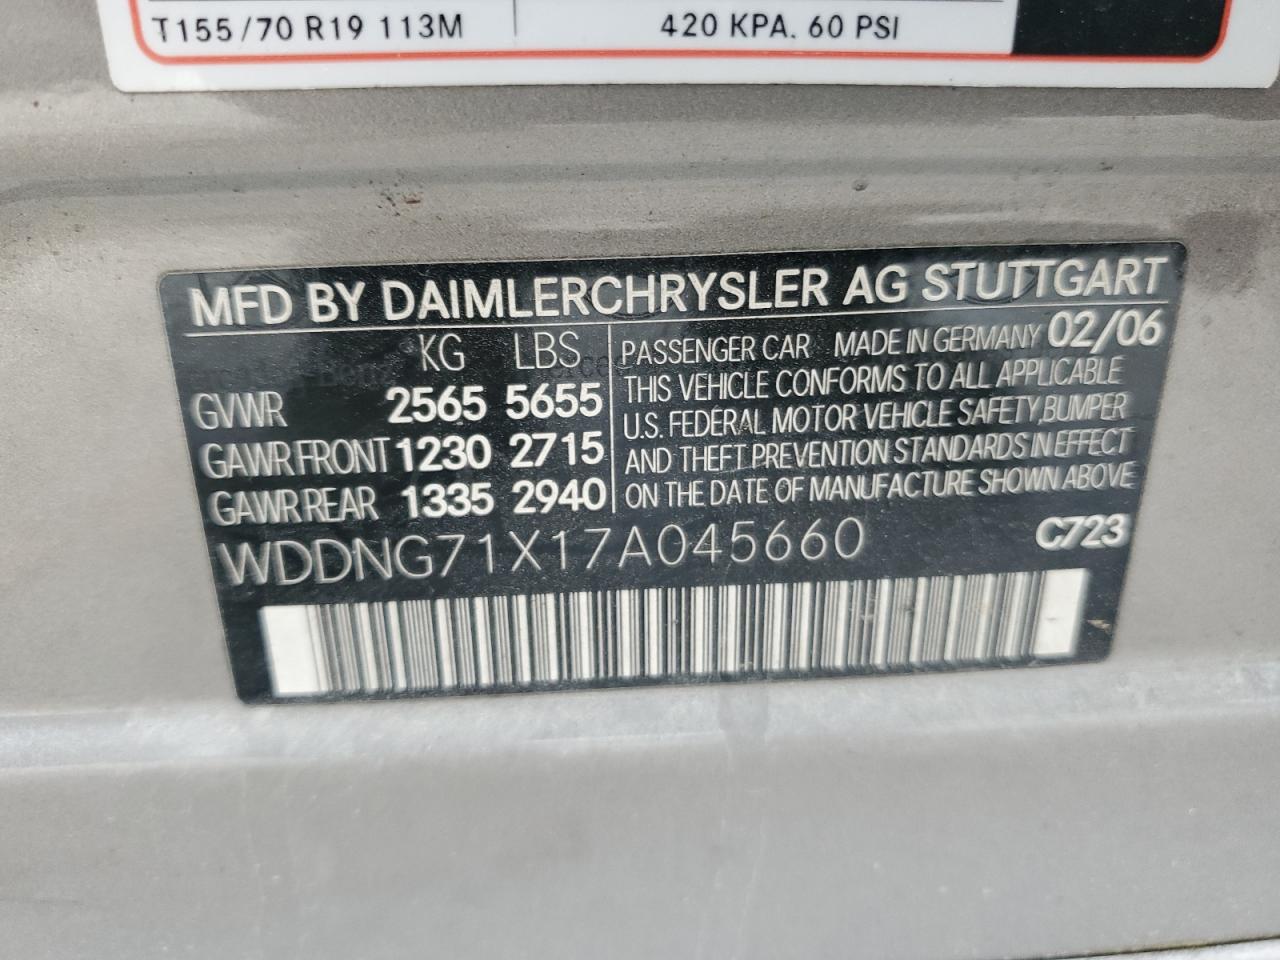 T155/70 R19 113M 420 KPA. 60 PSI
MFD BY DAIMLERCHRYSLER AG STUTTGART
KG LBS
GVWR 2565 5655
GAWR FRONT 1230 2715
GAWR REAR 1335 2940
PASSENGER CAR MADE IN GERMANY 02/06
THIS VEHICLE CONFORMS TO ALL APPLICABLE
U.S. FEDERAL MOTOR VEHICLE SAFETY, BUMPER
AND THEFT PREVENTION STANDARDS IN EFFECT
ON THE DATE OF MANUFACTURE SHOWN ABOVE
WDDNG71X17A045660 C723